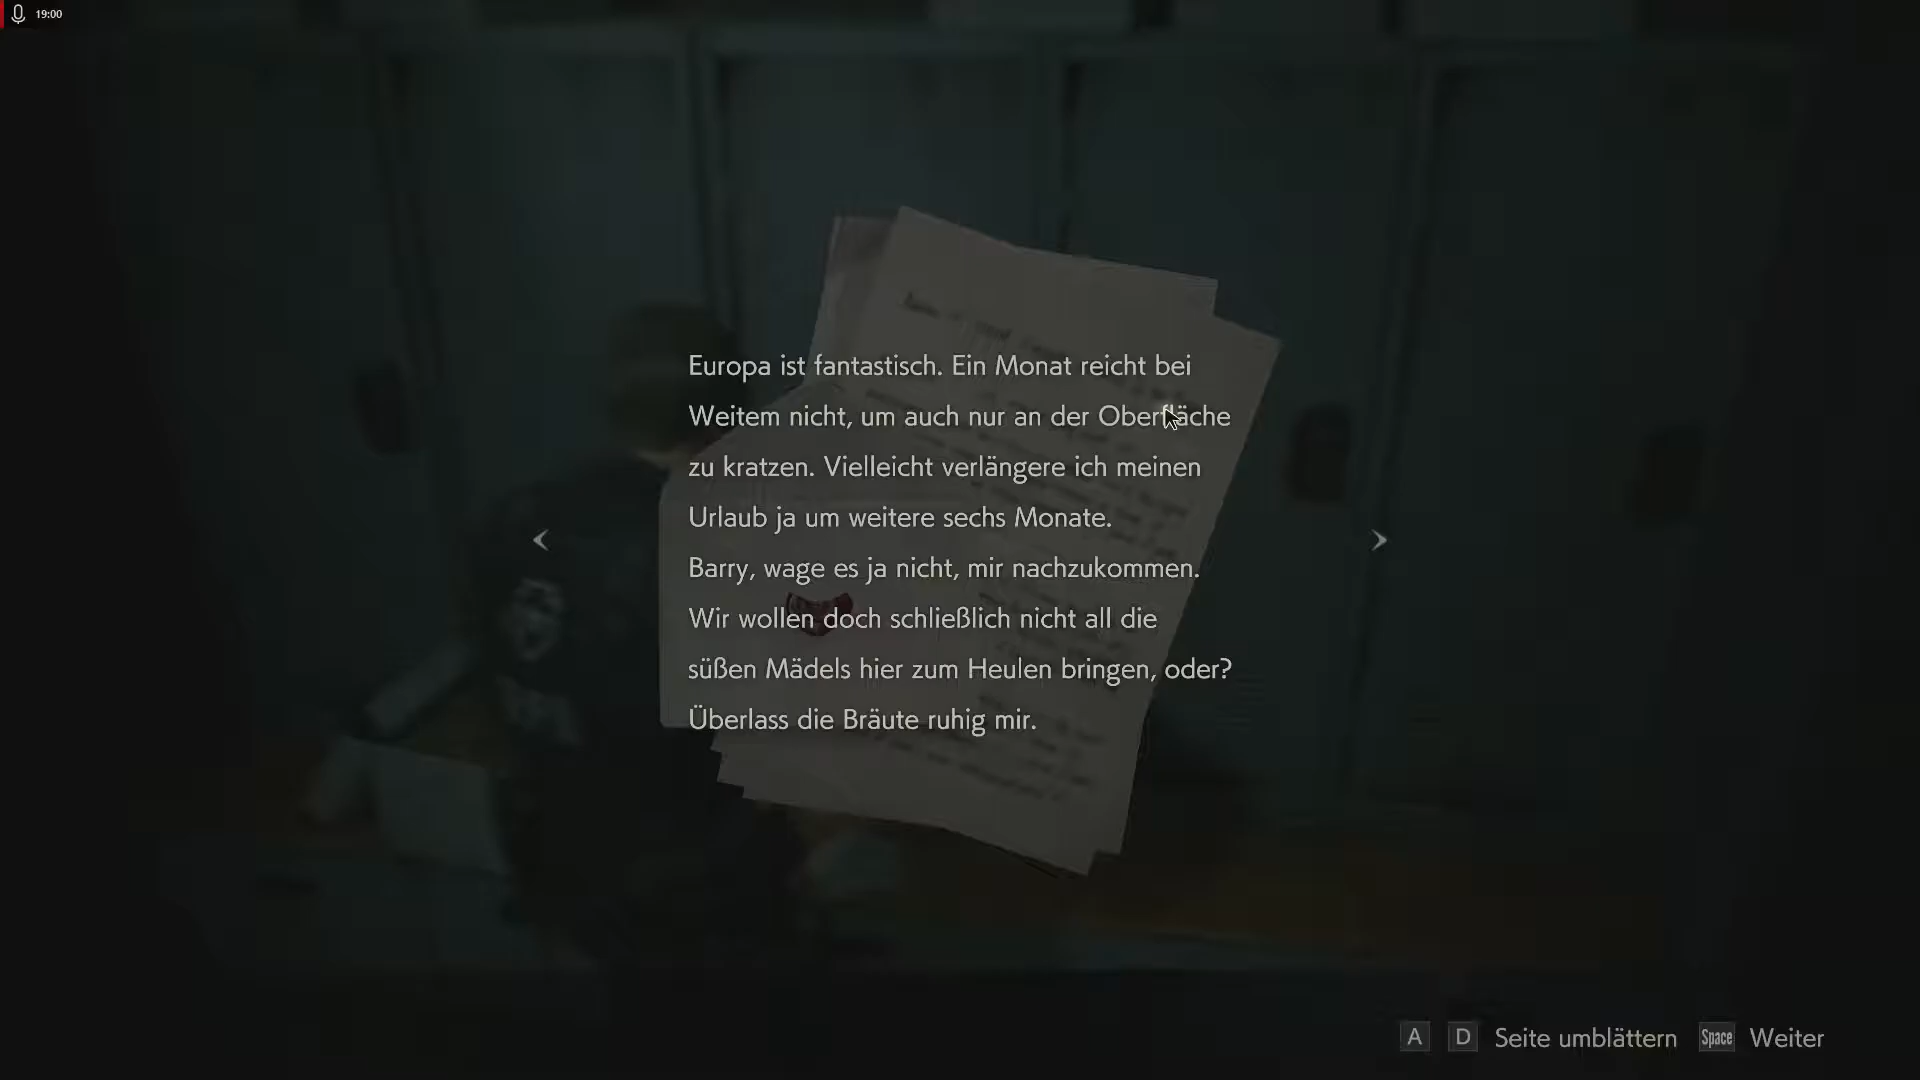 19:00
Europa ist fantastisch. Ein Monat reicht bei
Weitem nicht, um auch nur an der Oberfläche
zu kratzen. Vielleicht verlängere ich meinen
Urlaub ja um weitere sechs Monate.
Barry, wage es ja nicht, mir nachzukommen.
Wir wollen doch schließlich nicht all die
süßen Mädels hier zum Heulen bringen, oder?
Überlass die Bräute ruhig mir.
A D Seite umblättern Space Weiter